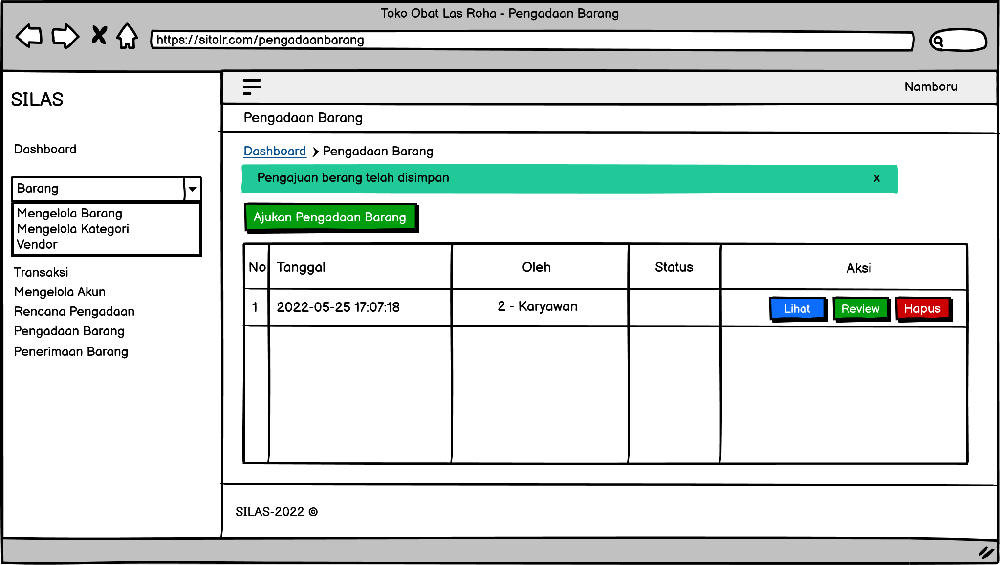 Toko Obat Las Roha - Pengadaan Barang
https://sitolr.com/pengadaanbarang
SILAS
Dashboard
Barang
Mengelola Barang
Mengelola Kategori
Vendor
Transaksi
Mengelola Akun
Rencana Pengadaan
Pengadaan Barang
Penerimaan Barang
Namboru
Pengadaan Barang
Dashboard Pengadaan Barang
Pengajuan berang telah disimpan x
Ajukan Pengadaan Barang
No Tanggal Oleh Status Aksi
1 2022-05-25 17:07:18 2 - Karyawan Lihat Review Hapus
SILAS-2022 ©